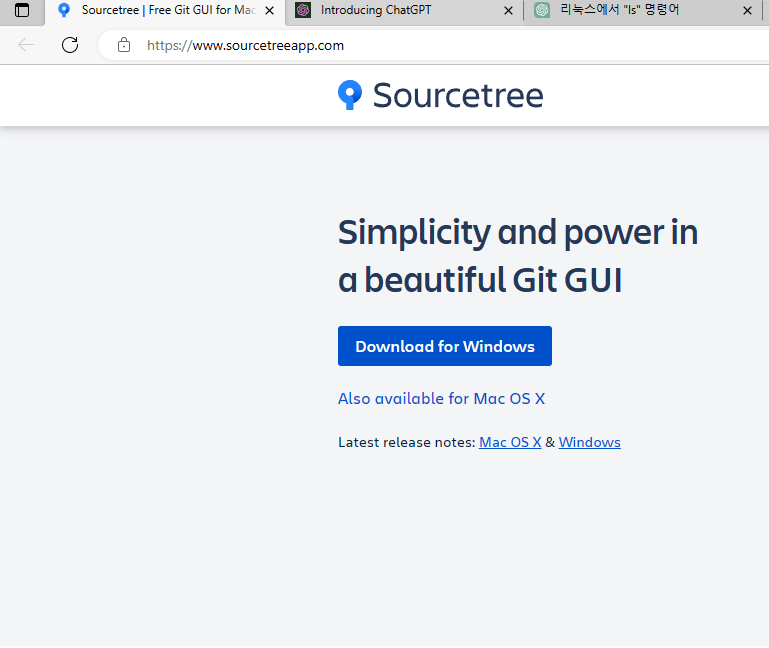 Sourcetree | Free Git GUI for Mac
Introducing ChatGPT
리눅스에서 "ls" 명령어
https://www.sourcetreeapp.com
Sourcetree
Simplicity and power in
a beautiful Git GUI
Download for Windows
Also available for Mac OS X
Latest release notes: Mac OS X & Windows